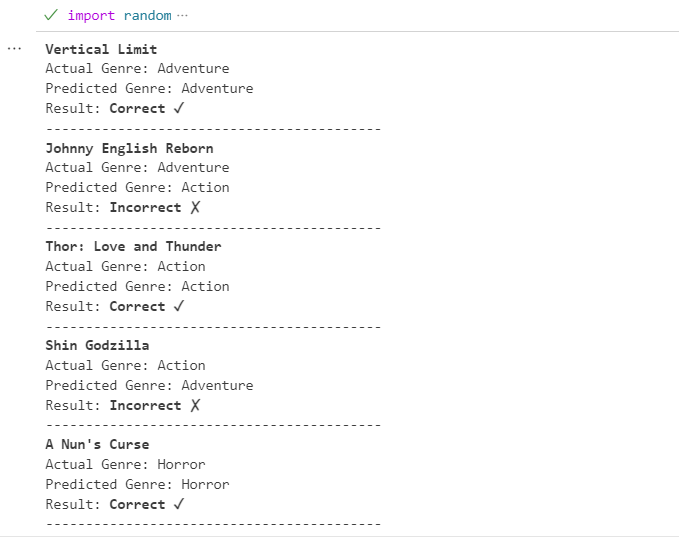 ✓ import random ···
···
Vertical Limit
Actual Genre: Adventure
Predicted Genre: Adventure
Result: Correct ✓
------------------------------------------
Johnny English Reborn
Actual Genre: Adventure
Predicted Genre: Action
Result: Incorrect ✗
------------------------------------------
Thor: Love and Thunder
Actual Genre: Action
Predicted Genre: Action
Result: Correct ✓
------------------------------------------
Shin Godzilla
Actual Genre: Action
Predicted Genre: Adventure
Result: Incorrect ✗
------------------------------------------
A Nun's Curse
Actual Genre: Horror
Predicted Genre: Horror
Result: Correct ✓
------------------------------------------